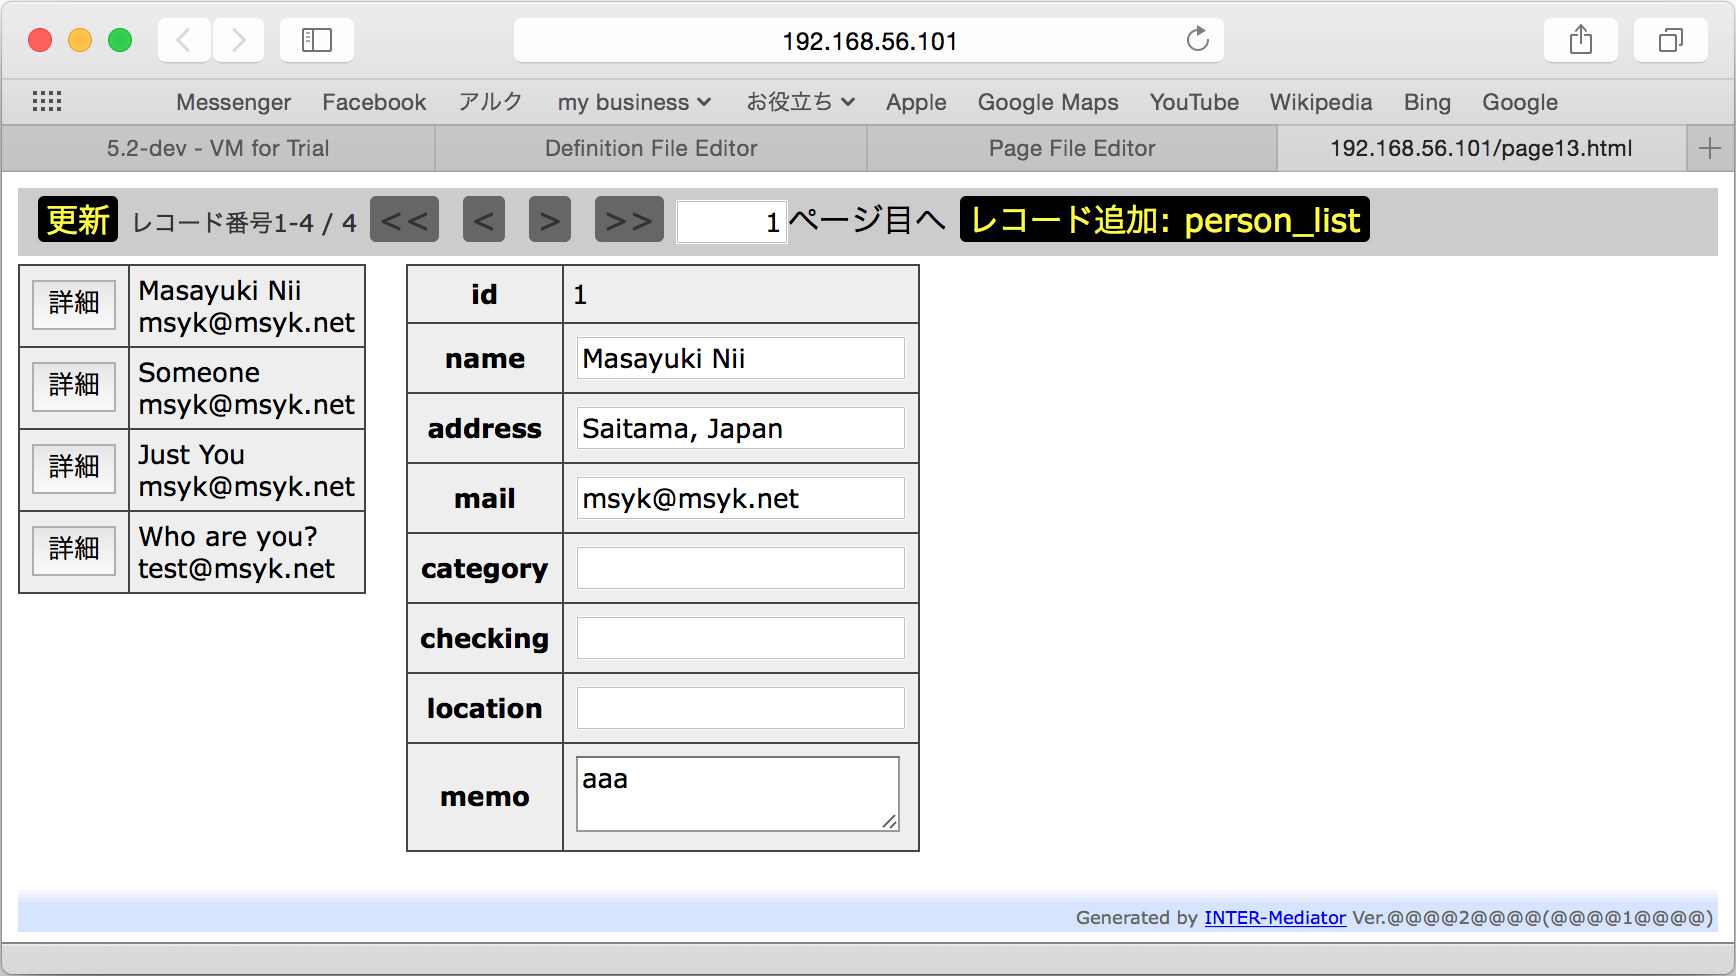 192.168.56.101
Messenger Facebook アルク my business お役立ち Apple Google Maps YouTube Wikipedia Bing Google
5.2-dev - VM for Trial Definition File Editor Page File Editor 192.168.56.101/page13.html
更新 レコード番号1-4 / 4 << < > >> 1ページ目へ レコード追加: person_list
詳細 Masayuki Nii
msyk@msyk.net
詳細 Someone
msyk@msyk.net
詳細 Just You
msyk@msyk.net
詳細 Who are you?
test@msyk.net
id 1
name Masayuki Nii
address Saitama, Japan
mail msyk@msyk.net
category
checking
location
memo aaa
Generated by INTER-Mediator Ver.@@@@2@@@@(@@@@1@@@@)